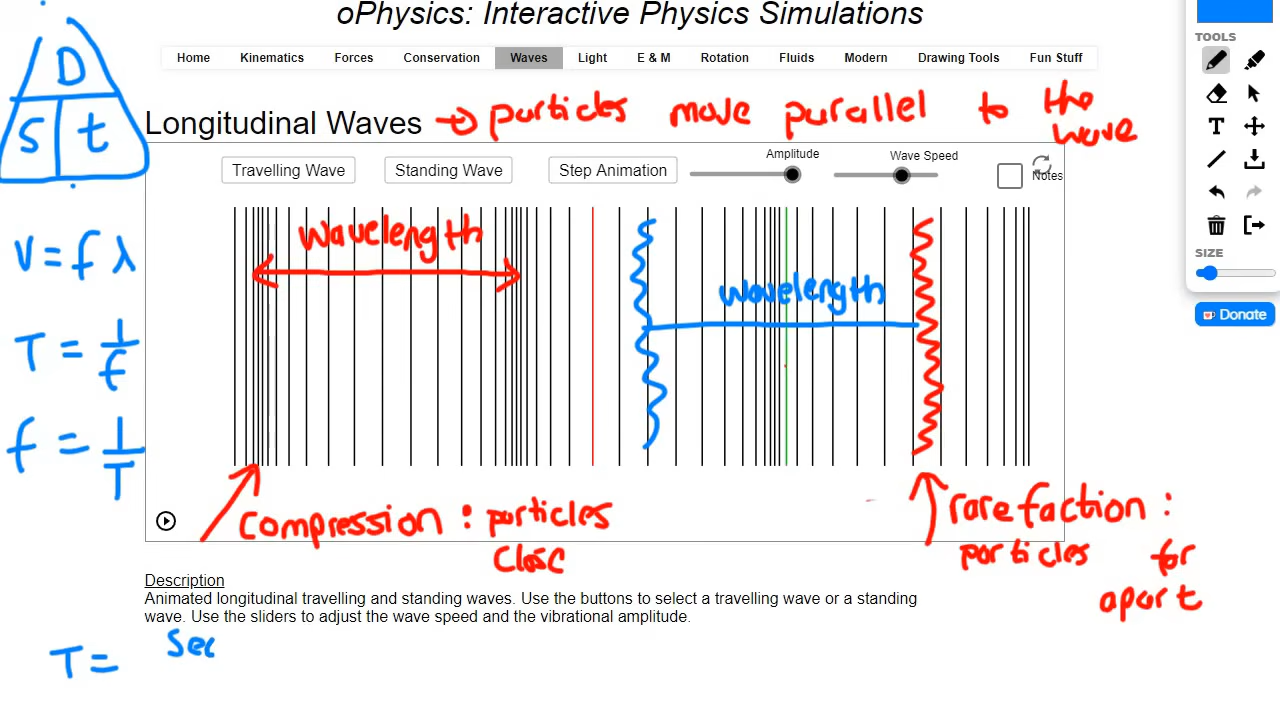 oPhysics: Interactive Physics Simulations
Home Kinematics Forces Conservation Waves Light E & M Rotation Fluids Modern Drawing Tools Fun Stuff
TOOLS
D
S t
Longitudinal Waves → particles move parallel to the
wave
Travelling Wave Standing Wave Step Animation Amplitude Wave Speed Notes
T
SIZE
Donate
wavelength
wavelength
V = f λ
T = 1/f
f = 1/T
compression : particles
close
rarefaction :
particles far
apart
Description
Animated longitudinal travelling and standing waves. Use the buttons to select a travelling wave or a standing
wave. Use the sliders to adjust the wave speed and the vibrational amplitude.
T = sec